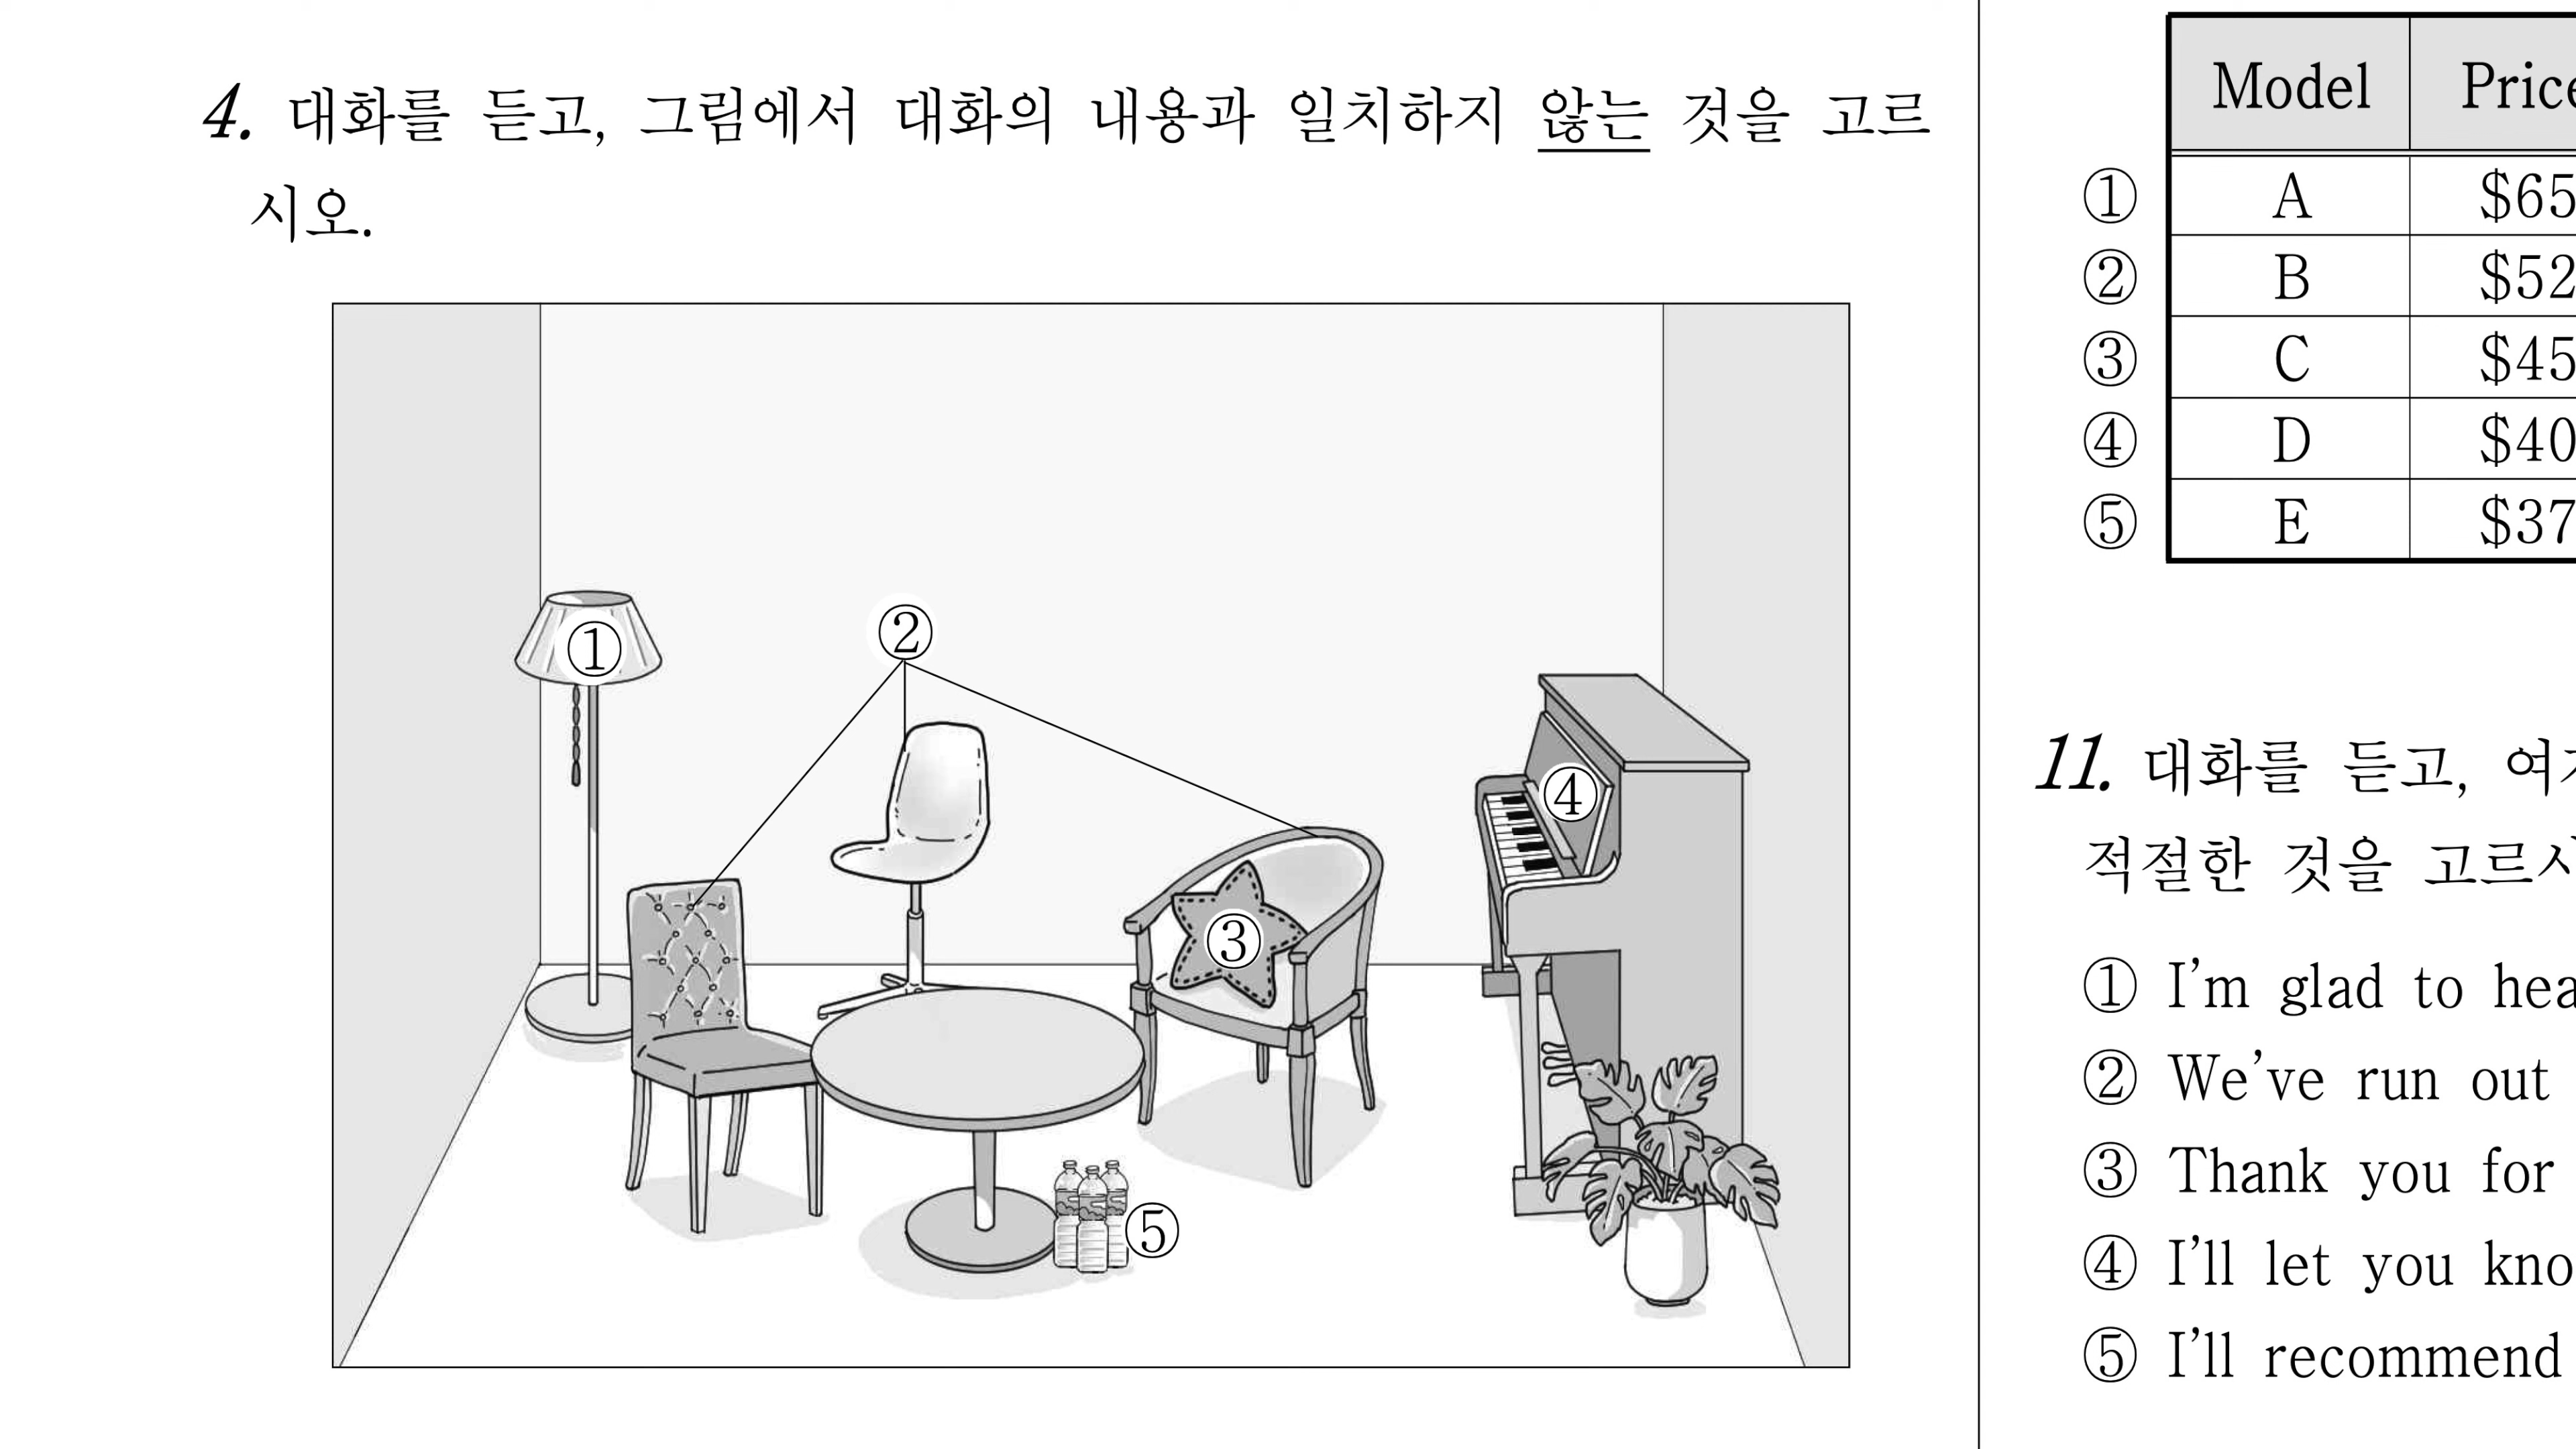 4. 대화를 듣고, 그림에서 대화의 내용과 일치하지 않는 것을 고르
시오.
①
②
③
④
⑤
Model Price
① A $65
② B $52
③ C $45
④ D $40
⑤ E $37
11. 대화를 듣고,
적절한 것을
① I'm glad to
② We've run out
③ Thank you for
④ I'll let you
⑤ I'll recommend